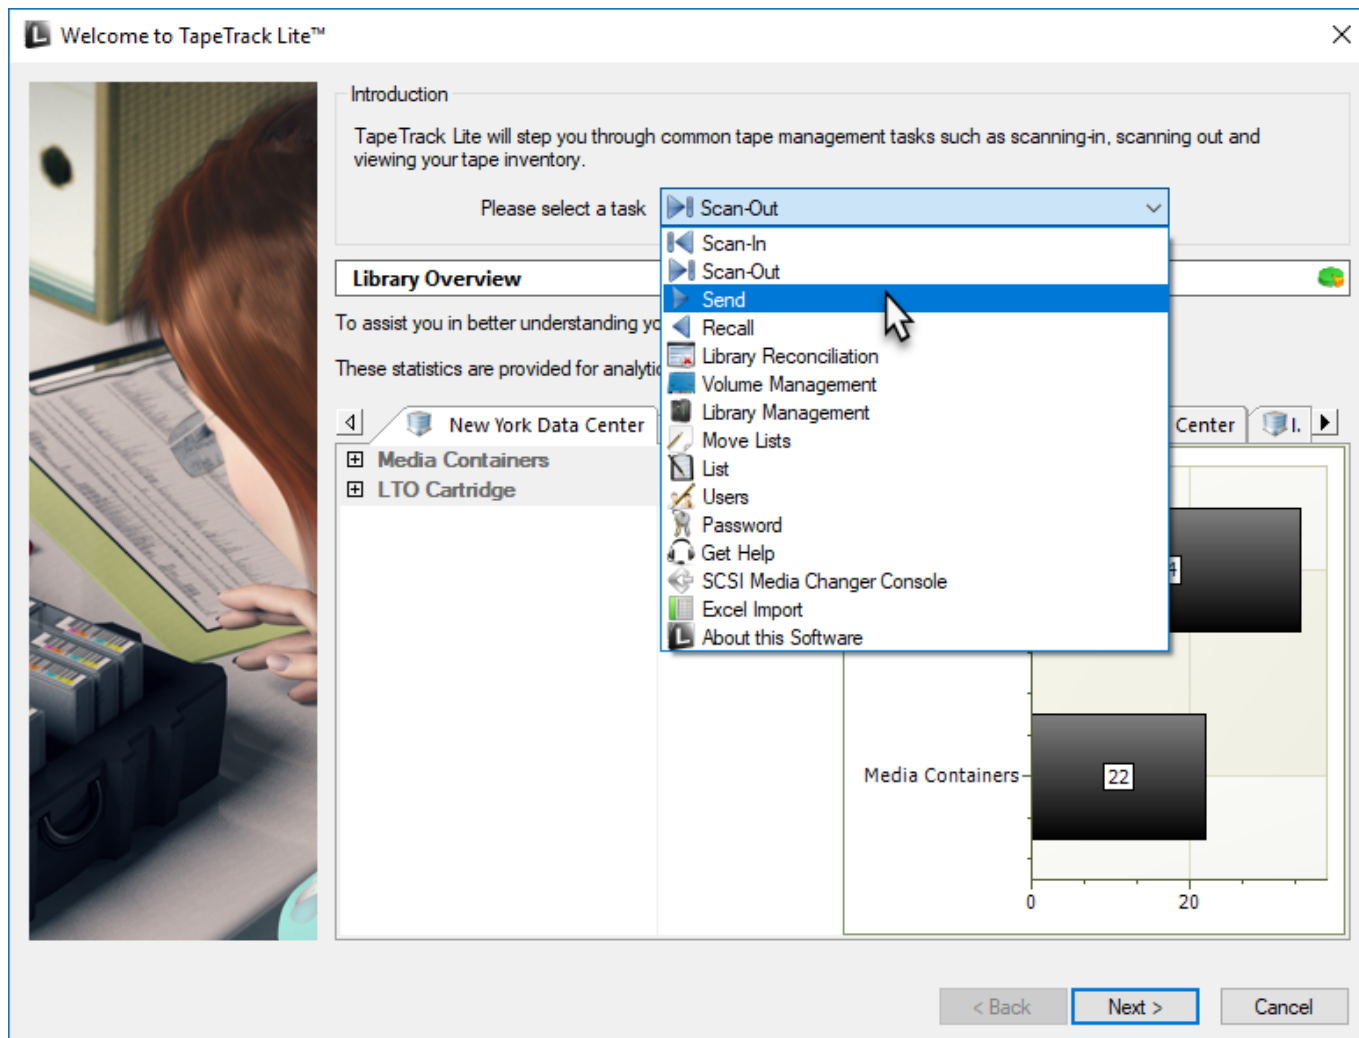 Welcome to TapeTrack Lite™
Introduction
TapeTrack Lite will step you through common tape management tasks such as scanning-in, scanning out and
viewing your tape inventory.
Please select a task
Scan-Out
Scan-In
Scan-Out
Send
Recall
Library Reconciliation
Volume Management
Library Management
Move Lists
List
Users
Password
Get Help
SCSI Media Changer Console
Excel Import
About this Software
Library Overview
To assist you in better understanding
These statistics are provided for
New York Data Center
Center
I.
Media Containers
LTO Cartridge
4
Media Containers
22
0
20
< Back
Next >
Cancel